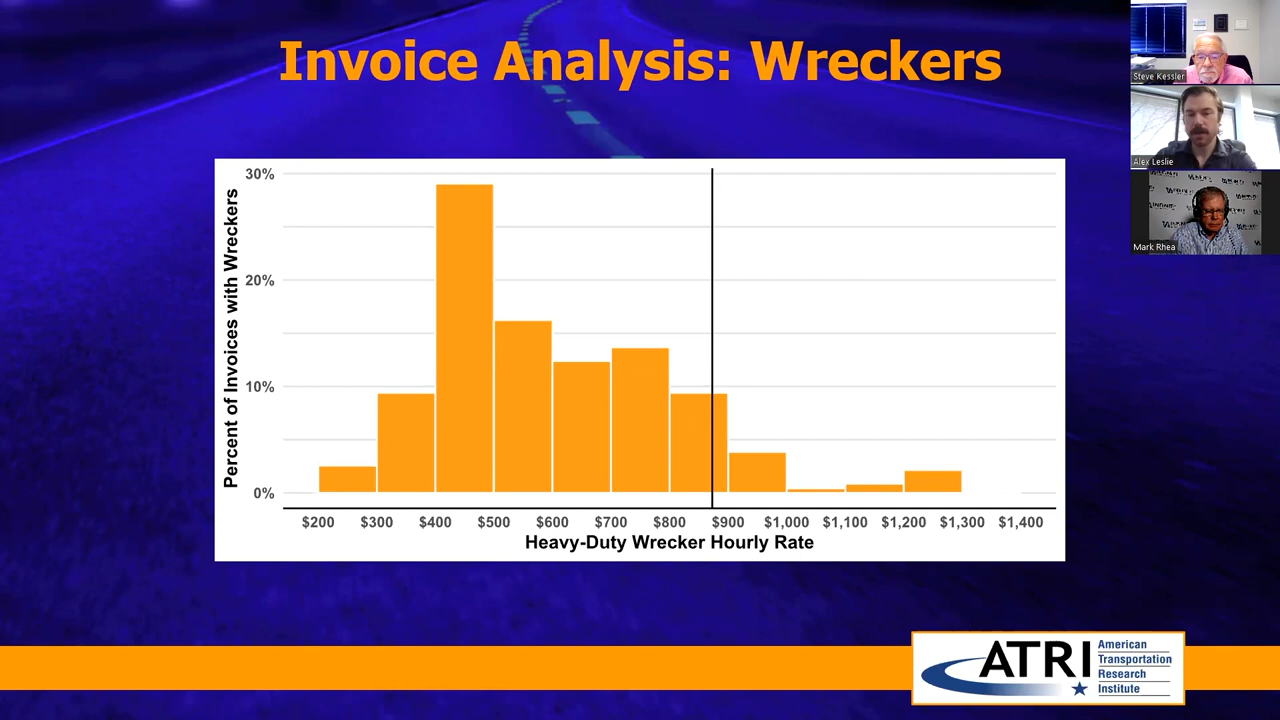 Invoice Analysis: Wreckers
Steve Kessler
Alex Leslie
Mark Rhea
Percent of Invoices with Wreckers
30%
20%
10%
0%
$200 $300 $400 $500 $600 $700 $800 $900 $1,000 $1,100 $1,200 $1,300 $1,400
Heavy-Duty Wrecker Hourly Rate
ATRI
American
Transportation
Research
Institute